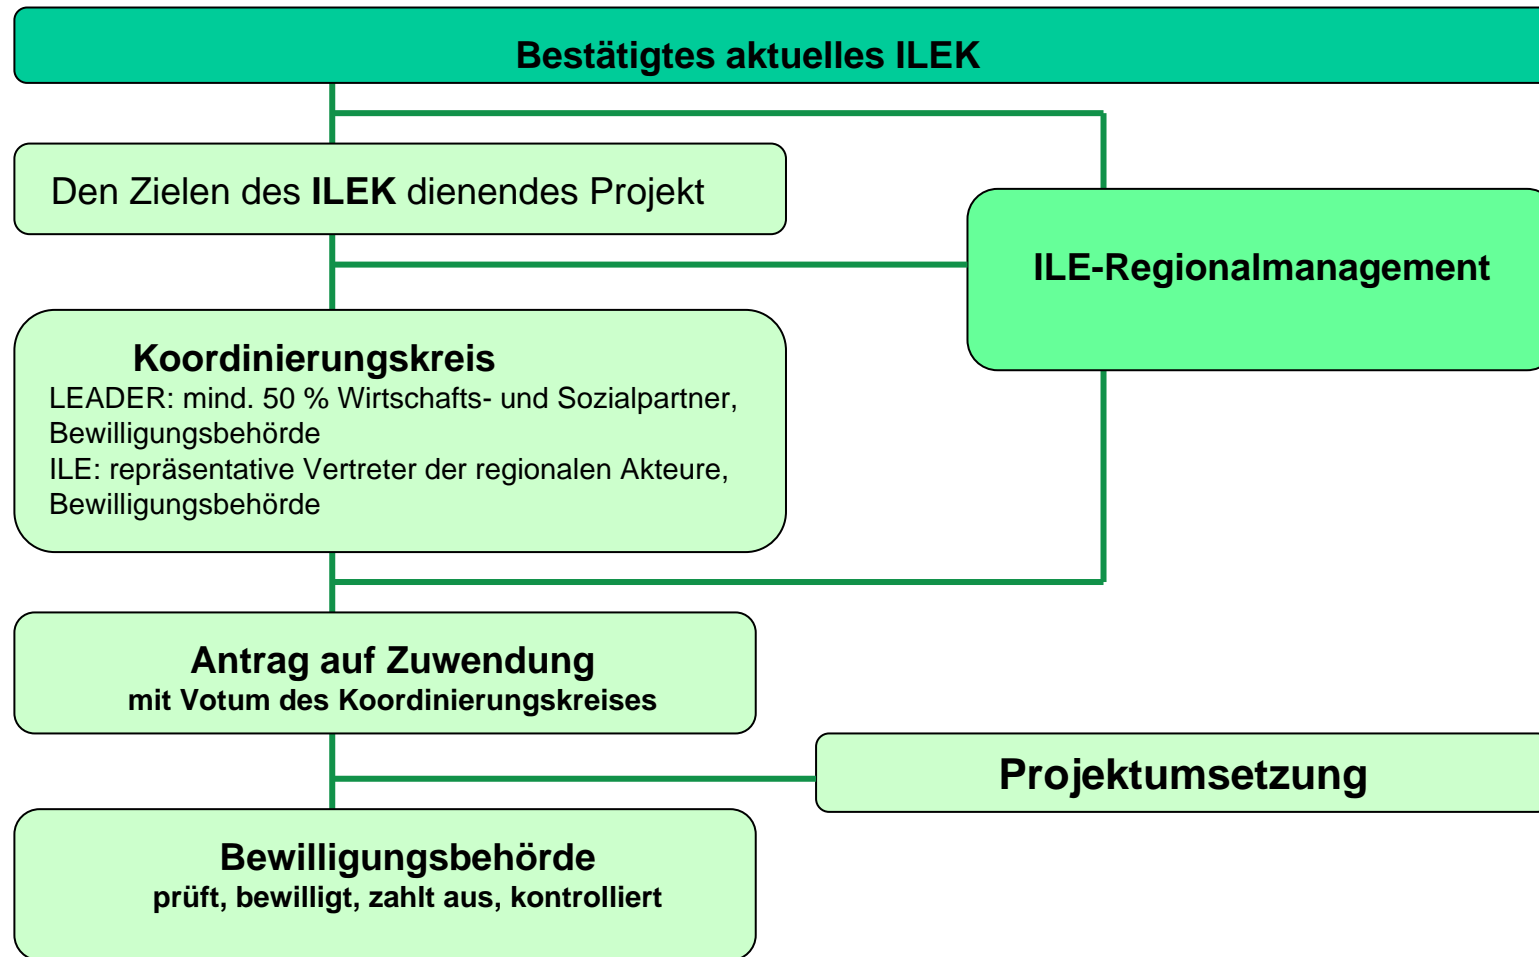 Bestätigtes aktuelles ILEK
Den Zielen des ILEK dienendes Projekt
ILE-Regionalmanagement
Koordinierungskreis
LEADER: mind. 50 % Wirtschafts- und Sozialpartner,
Bewilligungsbehörde
ILE: repräsentative Vertreter der regionalen Akteure,
Bewilligungsbehörde
Antrag auf Zuwendung
mit Votum des Koordinierungskreises
Projektumsetzung
Bewilligungsbehörde
prüft, bewilligt, zahlt aus, kontrolliert